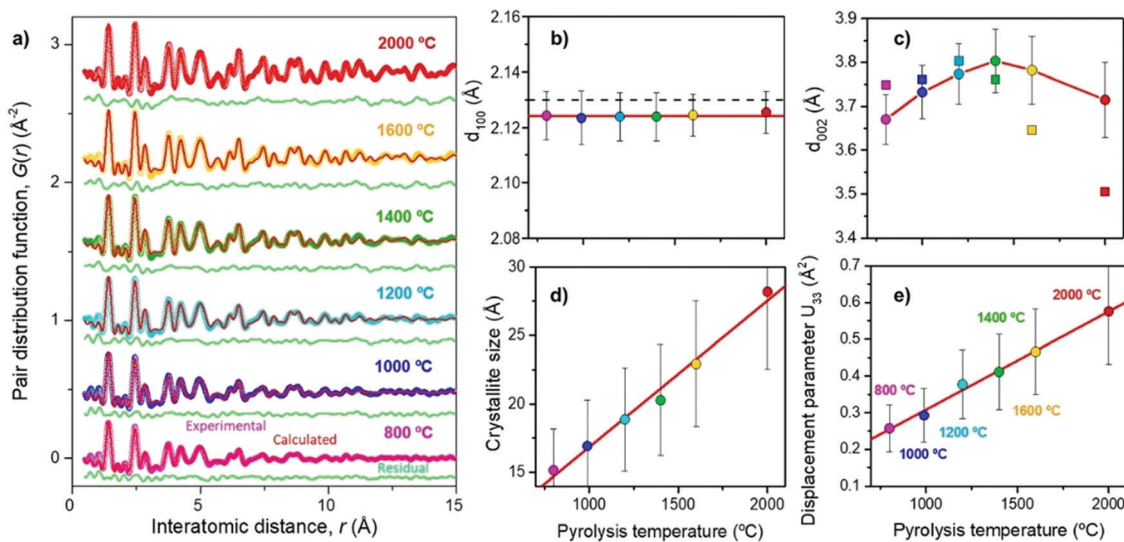 a)
Pair distribution function, G(r) (Å⁻²)
3
2
1
0
2000 ºC
1600 ºC
1400 ºC
1200 ºC
1000 ºC
Experimental
800 ºC
Calculated
Residual
0 5 10 15
Interatomic distance, r (Å)
b)
d₁₀₀ (Å)
2.16
2.14
2.12
2.10
2.08
c)
d₀₀₂ (Å)
3.9
3.8
3.7
3.6
3.5
3.4
d)
Crystallite size (Å)
30
25
20
15
1000 1500 2000
Pyrolysis temperature (ºC)
e)
Displacement parameter U₃₃ (Å²)
0.7
0.6
0.5
0.4
0.3
0.2
0.1
2000 ºC
1400 ºC
800 ºC
1600 ºC
1200 ºC
1000 ºC
1000 1500 2000
Pyrolysis temperature (ºC)